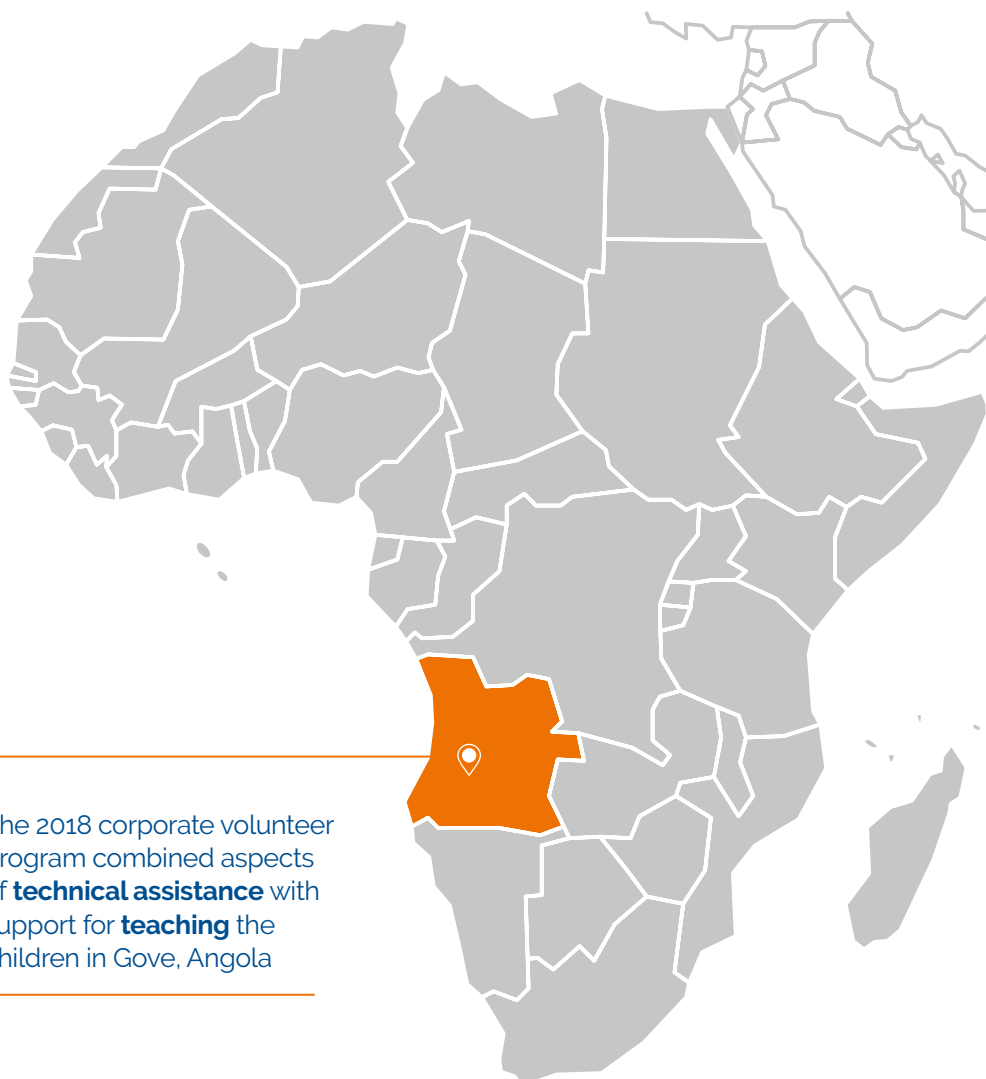 he 2018 corporate volunteer
rogram combined aspects
f technical assistance with
upport for teaching the
hildren in Gove, Angola